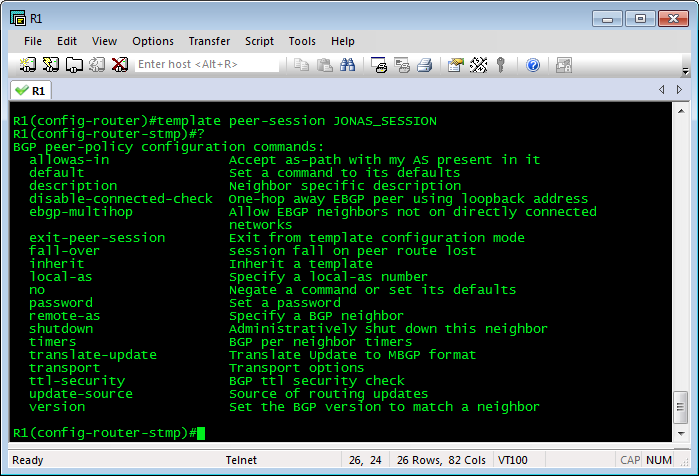 R1
File Edit View Options Transfer Script Tools Help
Enter host <Alt+R>
R1
R1(config-router)#template peer-session JONAS_SESSION
R1(config-router-stmp)#?
BGP peer-policy configuration commands:
allowas-in Accept as-path with my AS present in it
default Set a command to its defaults
description Neighbor specific description
disable-connected-check One-hop away EBGP peer using loopback address
ebgp-multihop Allow EBGP neighbors not on directly connected
networks
exit-peer-session Exit from template configuration mode
fall-over session fall on peer route lost
inherit Inherit a template
local-as Specify a local-as number
no Negate a command or set its defaults
password Set a password
remote-as Specify a BGP neighbor
shutdown Administratively shut down this neighbor
timers BGP per neighbor timers
translate-update Translate Update to MBGP format
transport Transport options
ttl-security BGP ttl security check
update-source Source of routing updates
version Set the BGP version to match a neighbor
R1(config-router-stmp)#
Ready Telnet 26, 24 26 Rows, 82 Cols VT100 CAP NUM